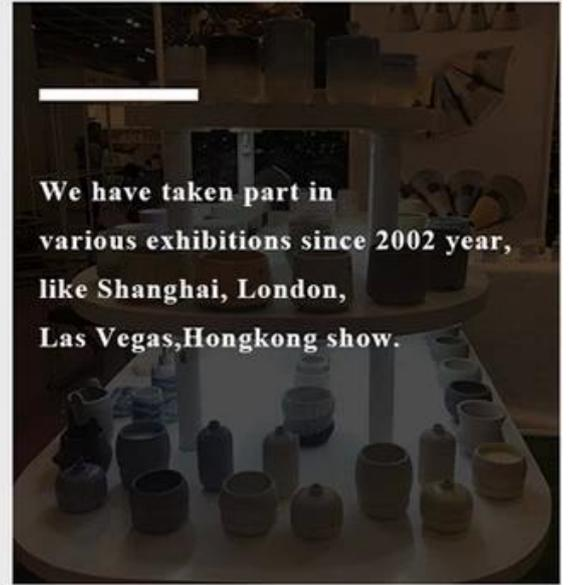 We have taken part in
various exhibitions since 2002 year,
like Shanghai, London,
Las Vegas,Hongkong show.